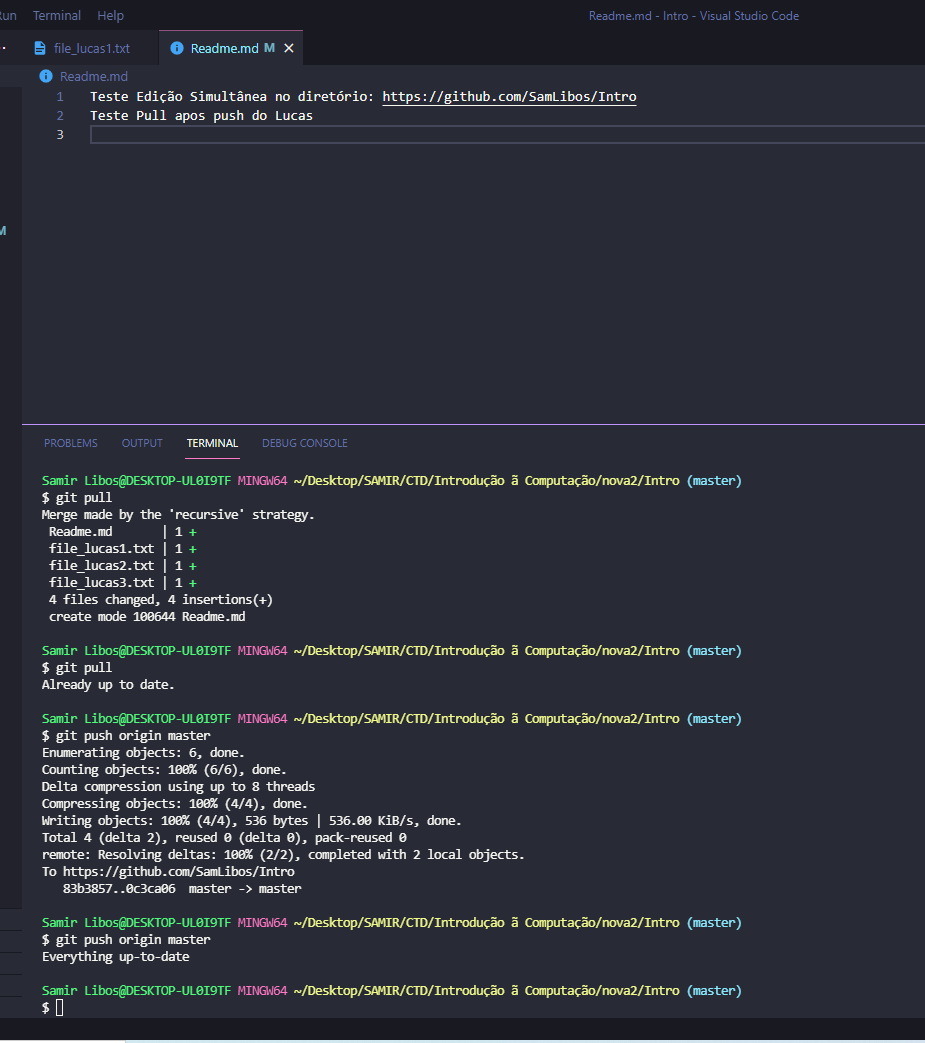 Run Terminal Help Readme.md - Intro - Visual Studio Code
file_lucas1.txt Readme.md M
Readme.md
1 Teste Edição Simultânea no diretório: https://github.com/SamLibos/Intro
2 Teste Pull apos push do Lucas
3
M
PROBLEMS OUTPUT TERMINAL DEBUG CONSOLE
Samir Libos@DESKTOP-UL0I9TF MINGW64 ~/Desktop/SAMIR/CTD/Introdução ã Computação/nova2/Intro (master)
$ git pull
Merge made by the 'recursive' strategy.
Readme.md | 1 +
file_lucas1.txt | 1 +
file_lucas2.txt | 1 +
file_lucas3.txt | 1 +
4 files changed, 4 insertions(+)
create mode 100644 Readme.md
Samir Libos@DESKTOP-UL0I9TF MINGW64 ~/Desktop/SAMIR/CTD/Introdução ã Computação/nova2/Intro (master)
$ git pull
Already up to date.
Samir Libos@DESKTOP-UL0I9TF MINGW64 ~/Desktop/SAMIR/CTD/Introdução ã Computação/nova2/Intro (master)
$ git push origin master
Enumerating objects: 6, done.
Counting objects: 100% (6/6), done.
Delta compression using up to 8 threads
Compressing objects: 100% (4/4), done.
Writing objects: 100% (4/4), 536 bytes | 536.00 KiB/s, done.
Total 4 (delta 2), reused 0 (delta 0), pack-reused 0
remote: Resolving deltas: 100% (2/2), completed with 2 local objects.
To https://github.com/SamLibos/Intro
83b3857..0c3ca06 master -> master
Samir Libos@DESKTOP-UL0I9TF MINGW64 ~/Desktop/SAMIR/CTD/Introdução ã Computação/nova2/Intro (master)
$ git push origin master
Everything up-to-date
Samir Libos@DESKTOP-UL0I9TF MINGW64 ~/Desktop/SAMIR/CTD/Introdução ã Computação/nova2/Intro (master)
$